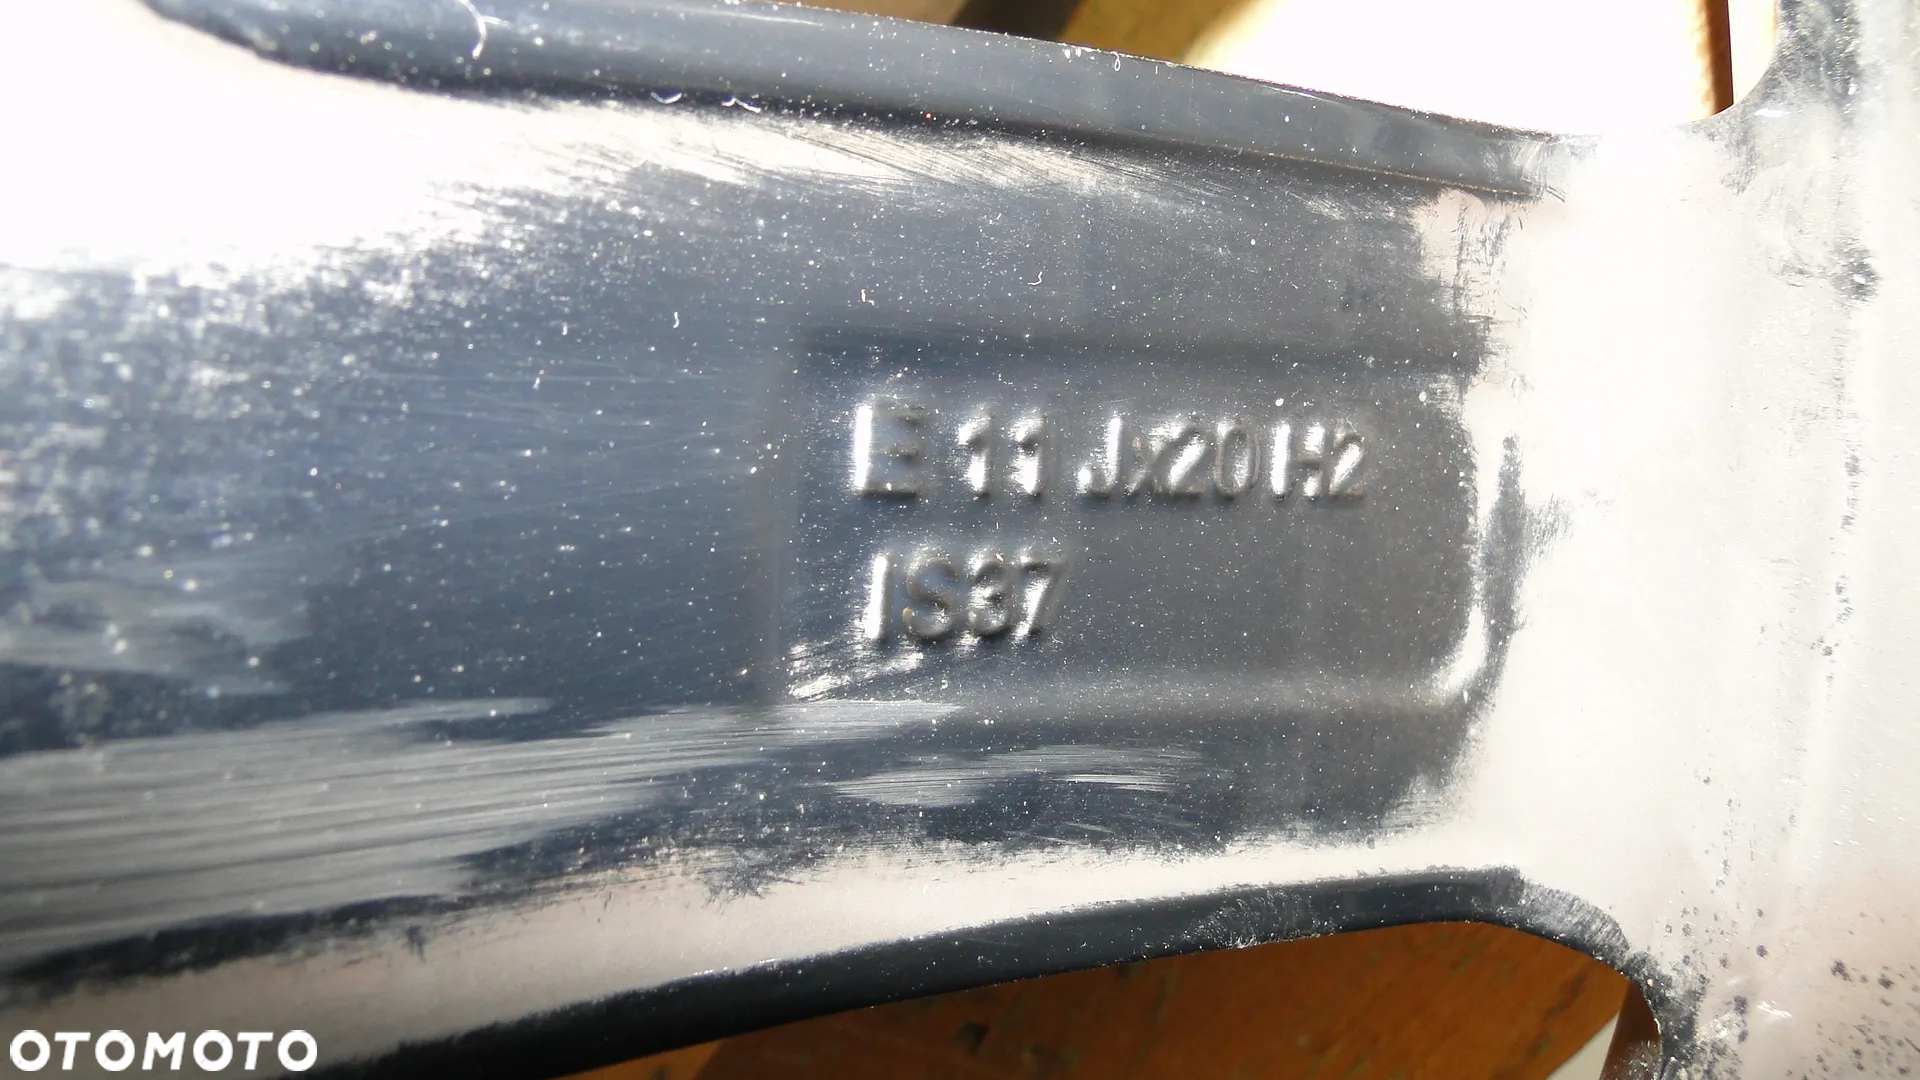 E 11 Jx20 H2
IS37
OTOMOTO